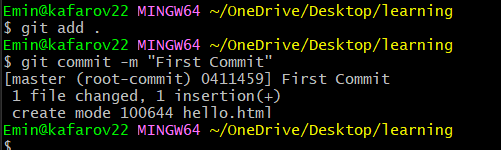 Emin@kafarov22 MINGW64 ~/OneDrive/Desktop/learning
$ git add .
Emin@kafarov22 MINGW64 ~/OneDrive/Desktop/learning
$ git commit -m "First Commit"
[master (root-commit) 0411459] First Commit
 1 file changed, 1 insertion(+)
 create mode 100644 hello.html
Emin@kafarov22 MINGW64 ~/OneDrive/Desktop/learning
$